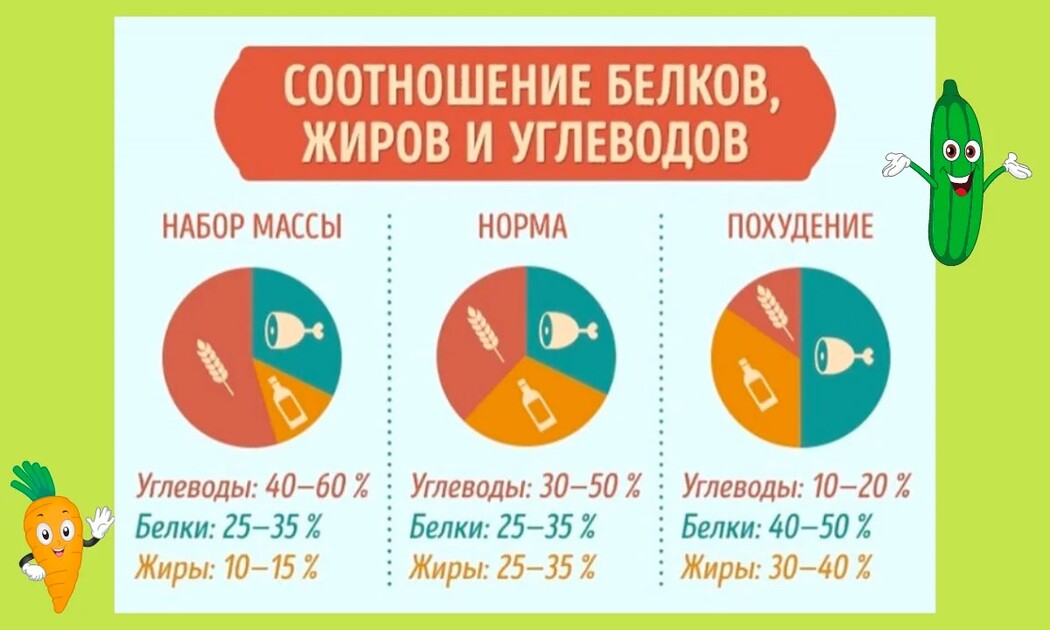 СООТНОШЕНИЕ БЕЛКОВ,
ЖИРОВ И УГЛЕВОДОВ
НАБОР МАССЫ
Углеводы: 40–60 %
Белки: 25–35 %
Жиры: 10–15 %
НОРМА
Углеводы: 30–50 %
Белки: 25–35 %
Жиры: 25–35 %
ПОХУДЕНИЕ
Углеводы: 10–20 %
Белки: 40–50 %
Жиры: 30–40 %